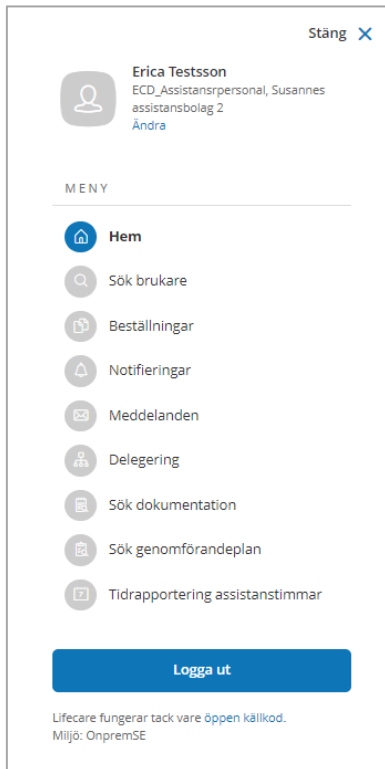 Stäng
Erica Testsson
ECD_Assistansrpersonal, Susannes
assistansbolag 2
Ändra
MENY
Hem
Sök brukare
Beställningar
Notifieringar
Meddelanden
Delegering
Sök dokumentation
Sök genomförandeplan
Tidrapportering assistanstimmar
Logga ut
Lifecare fungerar tack vare öppen källkod.
Miljö: OnpremSE